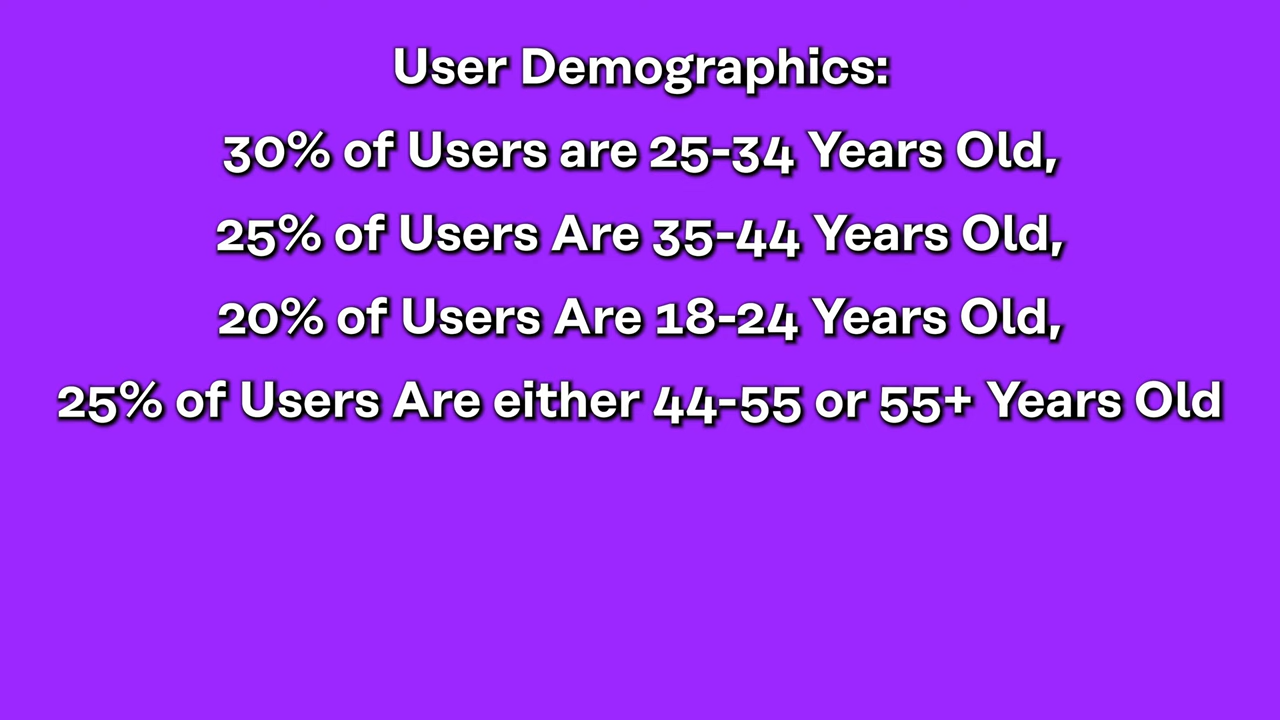 User Demographics:
30% of Users are 25-34 Years Old,
25% of Users Are 35-44 Years Old,
20% of Users Are 18-24 Years Old,
25% of Users Are either 44-55 or 55+ Years Old